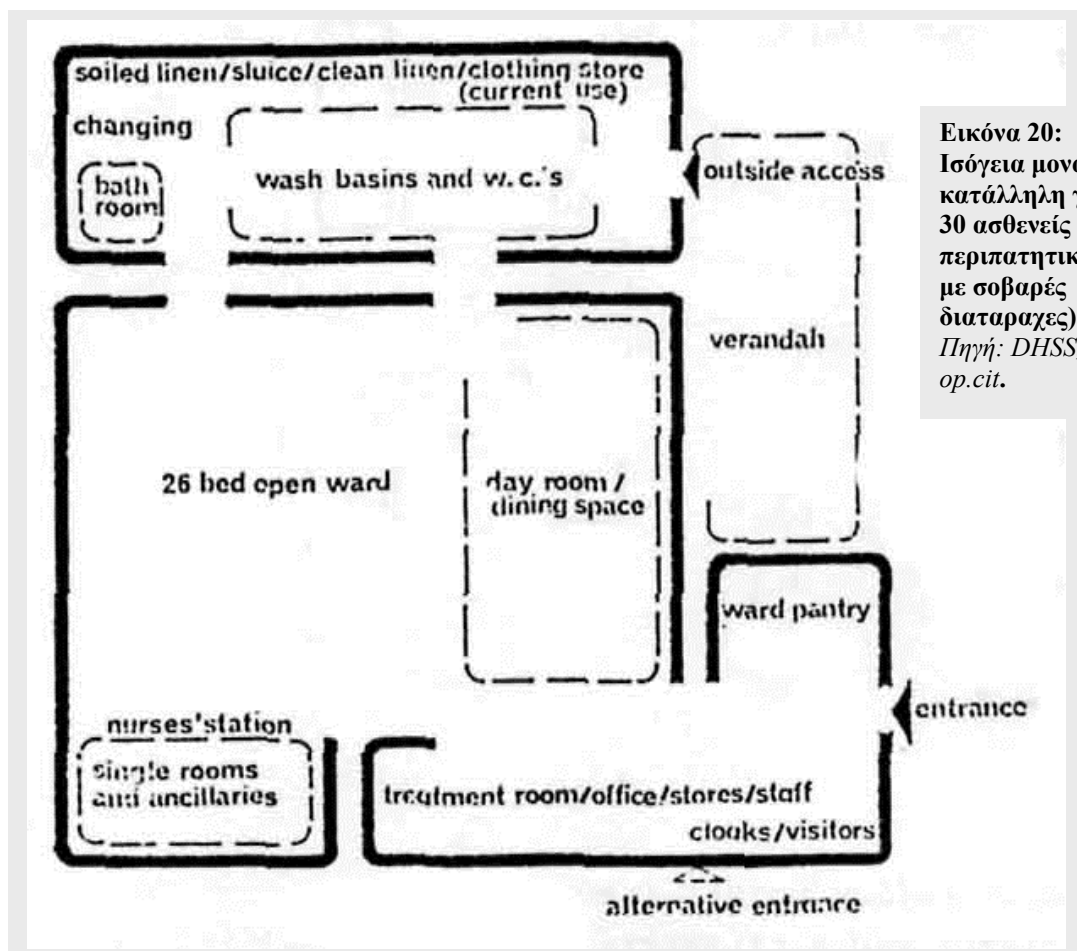 soiled linen/sluice/clean linen/clothing store
(current use)
changing
bath
room
wash basins and w.c.'s
outside access
verandah
26 bed open ward
day room /
dining space
ward pantry
entrance
nurses' station
single rooms
and ancillaries
treatment room/office/stores/staff
cloaks/visitors
alternative entrance
Εικόνα 20:
Ισόγεια
κατάλληλη
30 ασθενείς
με σοβαρές
διαταραχες)
Πηγή: DHSS,
op.cit.